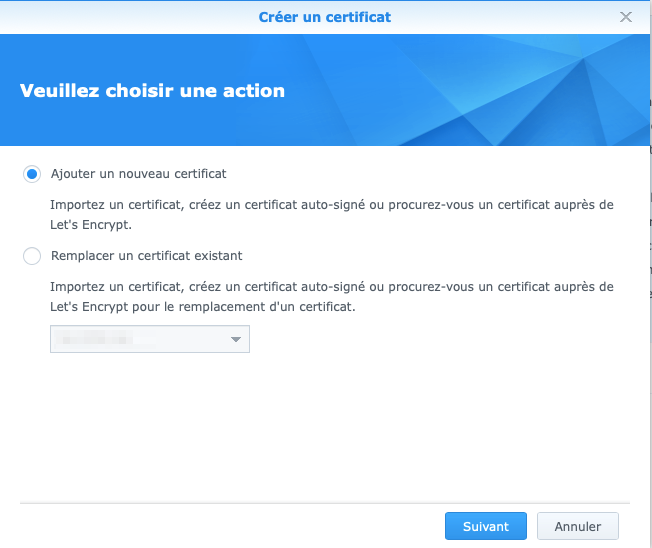 Créer un certificat
Veuillez choisir une action
Ajouter un nouveau certificat
Importez un certificat, créez un certificat auto-signé ou procurez-vous un certificat auprès de
Let's Encrypt.
Remplacer un certificat existant
Importez un certificat, créez un certificat auto-signé ou procurez-vous un certificat auprès de
Let's Encrypt pour le remplacement d'un certificat.
Suivant
Annuler